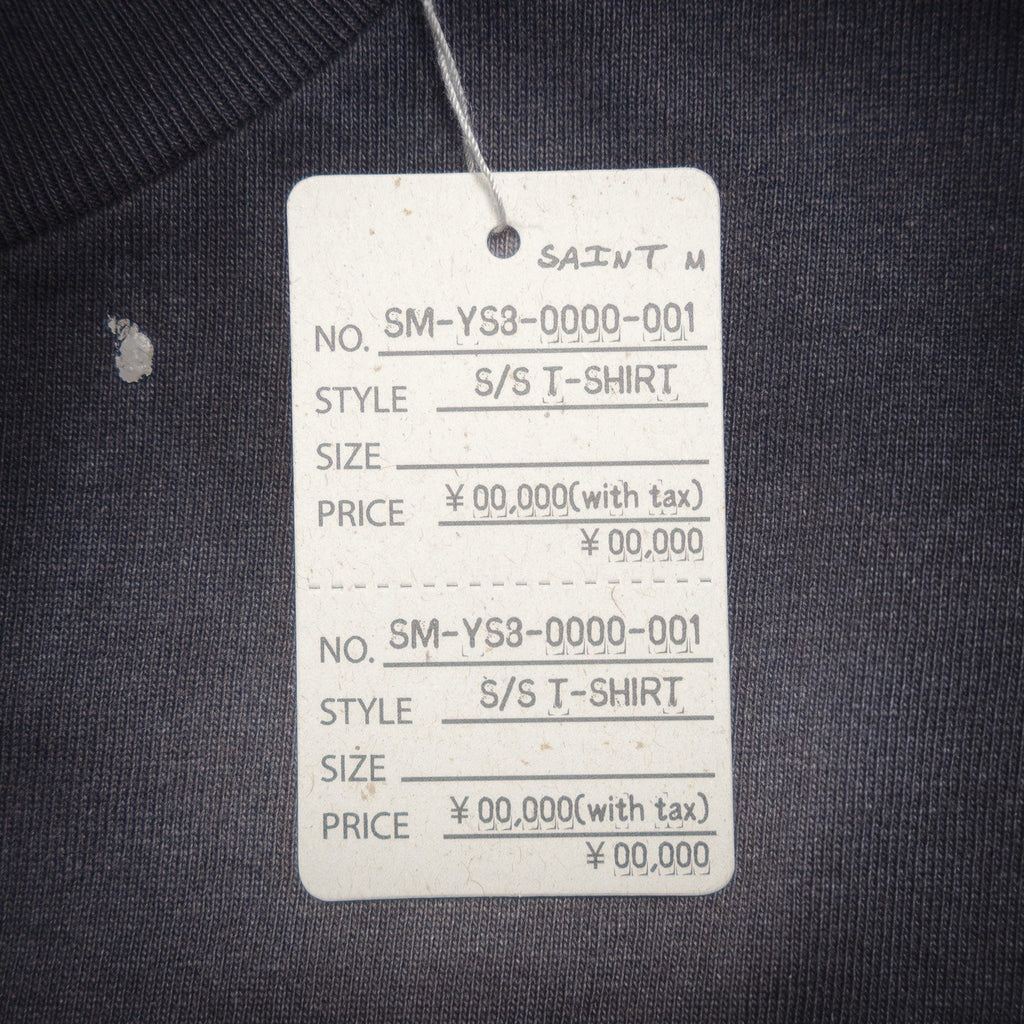 SAINT M
NO. SM-YS3-0000-001
STYLE S/S T-SHIRT
SIZE
PRICE ¥ 00,000(with tax)
¥ 00,000
NO. SM-YS3-0000-001
STYLE S/S T-SHIRT
SIZE
PRICE ¥ 00,000(with tax)
¥ 00,000